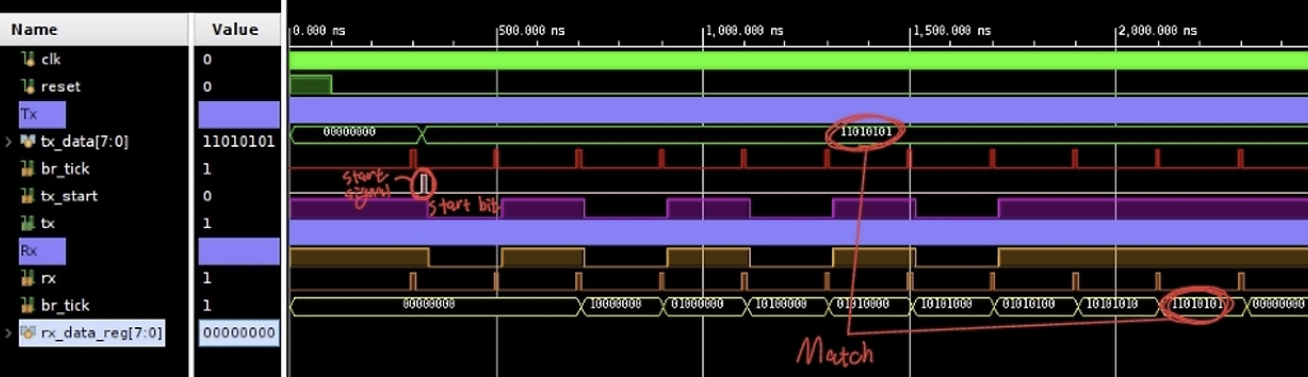 Name Value
0.000 ns 500.000 ns 1,000.000 ns 1,500.000 ns 2,000.000 ns
clk 0
reset 0
Tx
tx_data[7:0] 11010101 00000000 11010101
br_tick 1
start
signal
tx_start 0
start bit
tx 1
Rx
rx 1
br_tick 1 00000000 10000000 01000000 10100000 01010000 10101000 01010100 10101010 11010101 00000000
rx_data_reg[7:0] 00000000
Match